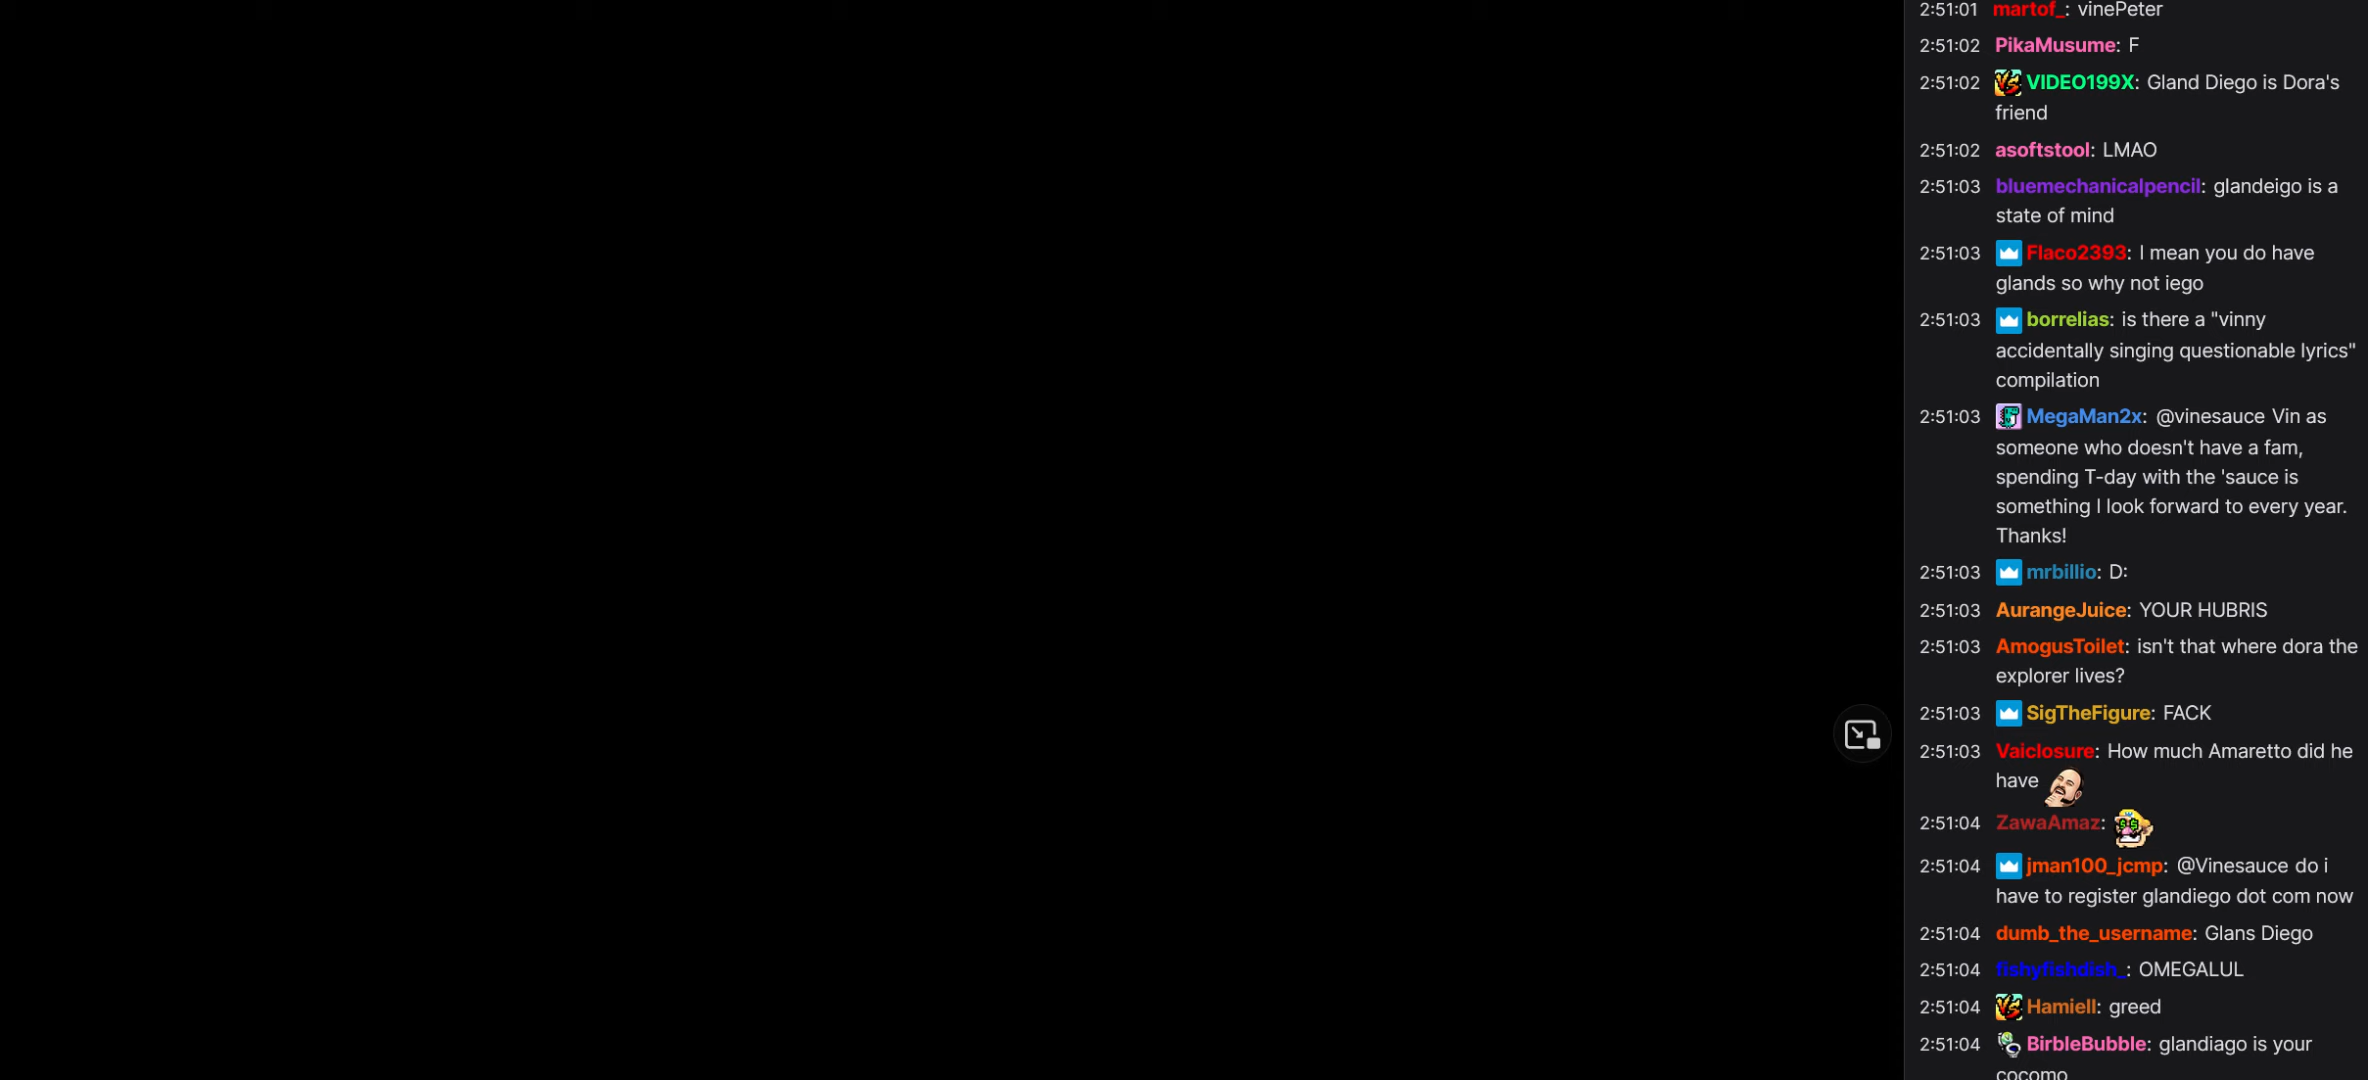 2:51:01 martof_: vinePeter
2:51:02 PikaMusume: F
2:51:02 VIDEO199X: Gland Diego is Dora's
friend
2:51:02 asoftstool: LMAO
2:51:03 bluemechanicalpencil: glandeigo is a
state of mind
2:51:03 Flaco2393: I mean you do have
glands so why not iego
2:51:03 borrelias: is there a "vinny
accidentally singing questionable lyrics"
compilation
2:51:03 MegaMan2x: @vinesauce Vin as
someone who doesn't have a fam,
spending T-day with the 'sauce is
something I look forward to every year.
Thanks!
2:51:03 mrbillio: D:
2:51:03 AurangeJuice: YOUR HUBRIS
2:51:03 AmogusToilet: isn't that where dora the
explorer lives?
2:51:03 SigTheFigure: FACK
2:51:03 Vaiclosure: How much Amaretto did he
have
2:51:04 ZawaAmaz:
2:51:04 jman100_jcmp: @Vinesauce do i
have to register glandiego dot com now
2:51:04 dumb_the_username: Glans Diego
2:51:04 fishyfishdish_: OMEGALUL
2:51:04 Hamiell: greed
2:51:04 BirbleBubble: glandiago is your
cocomo